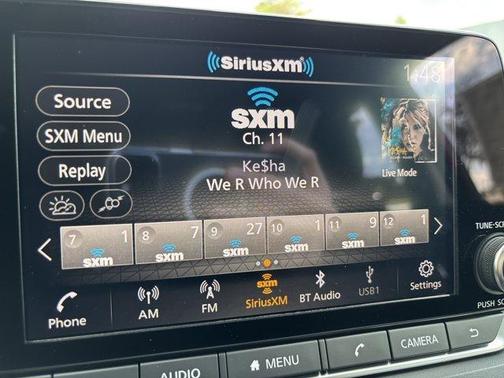 ((SiriusXM))
1:48
Source
SXM Menu
Replay
sxm
Ch. 11
Ke$ha
We R Who We R
Live Mode
7 1 sxm
8 7 sxm
9 27 sxm
10 1 sxm
11 9 sxm
12 1 sxm
Phone
AM
FM
SiriusXM
BT Audio
USB1
Settings
TUNE-SC
PUSH SO
AUDIO
MENU
CAMERA